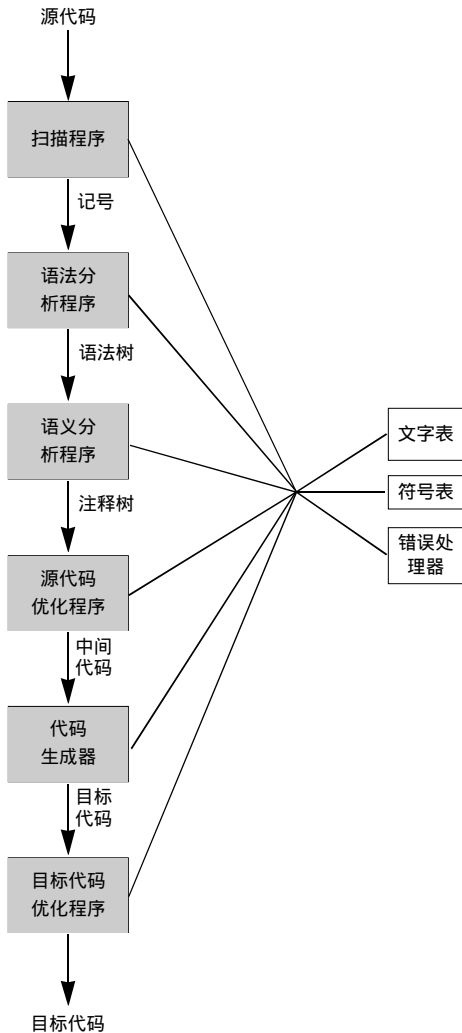 源代码
扫描程序
记号
语法分
析程序
语法树
语义分
析程序
注释树
源代码
优化程序
中间
代码
代码
生成器
目标
代码
目标代码
优化程序
目标代码
文字表
符号表
错误处
理器